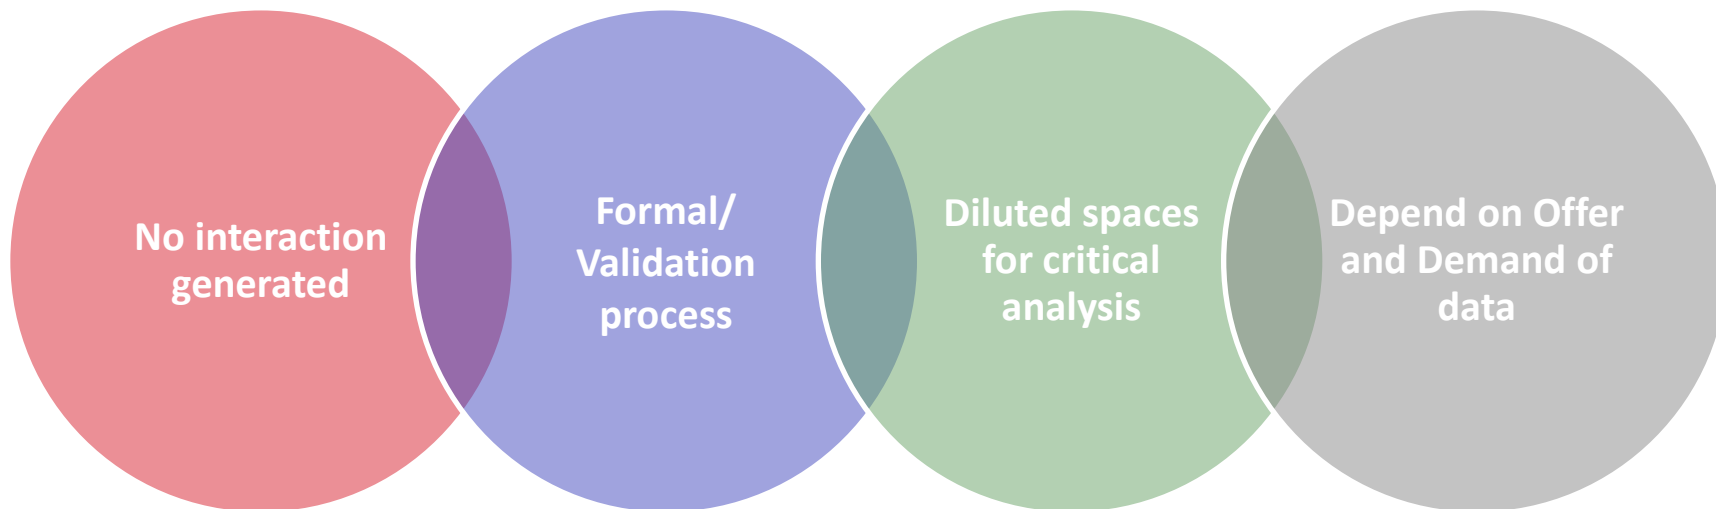 No interaction
generated
Formal/
Validation
process
Diluted spaces
for critical
analysis
Depend on Offer
and Demand of
data